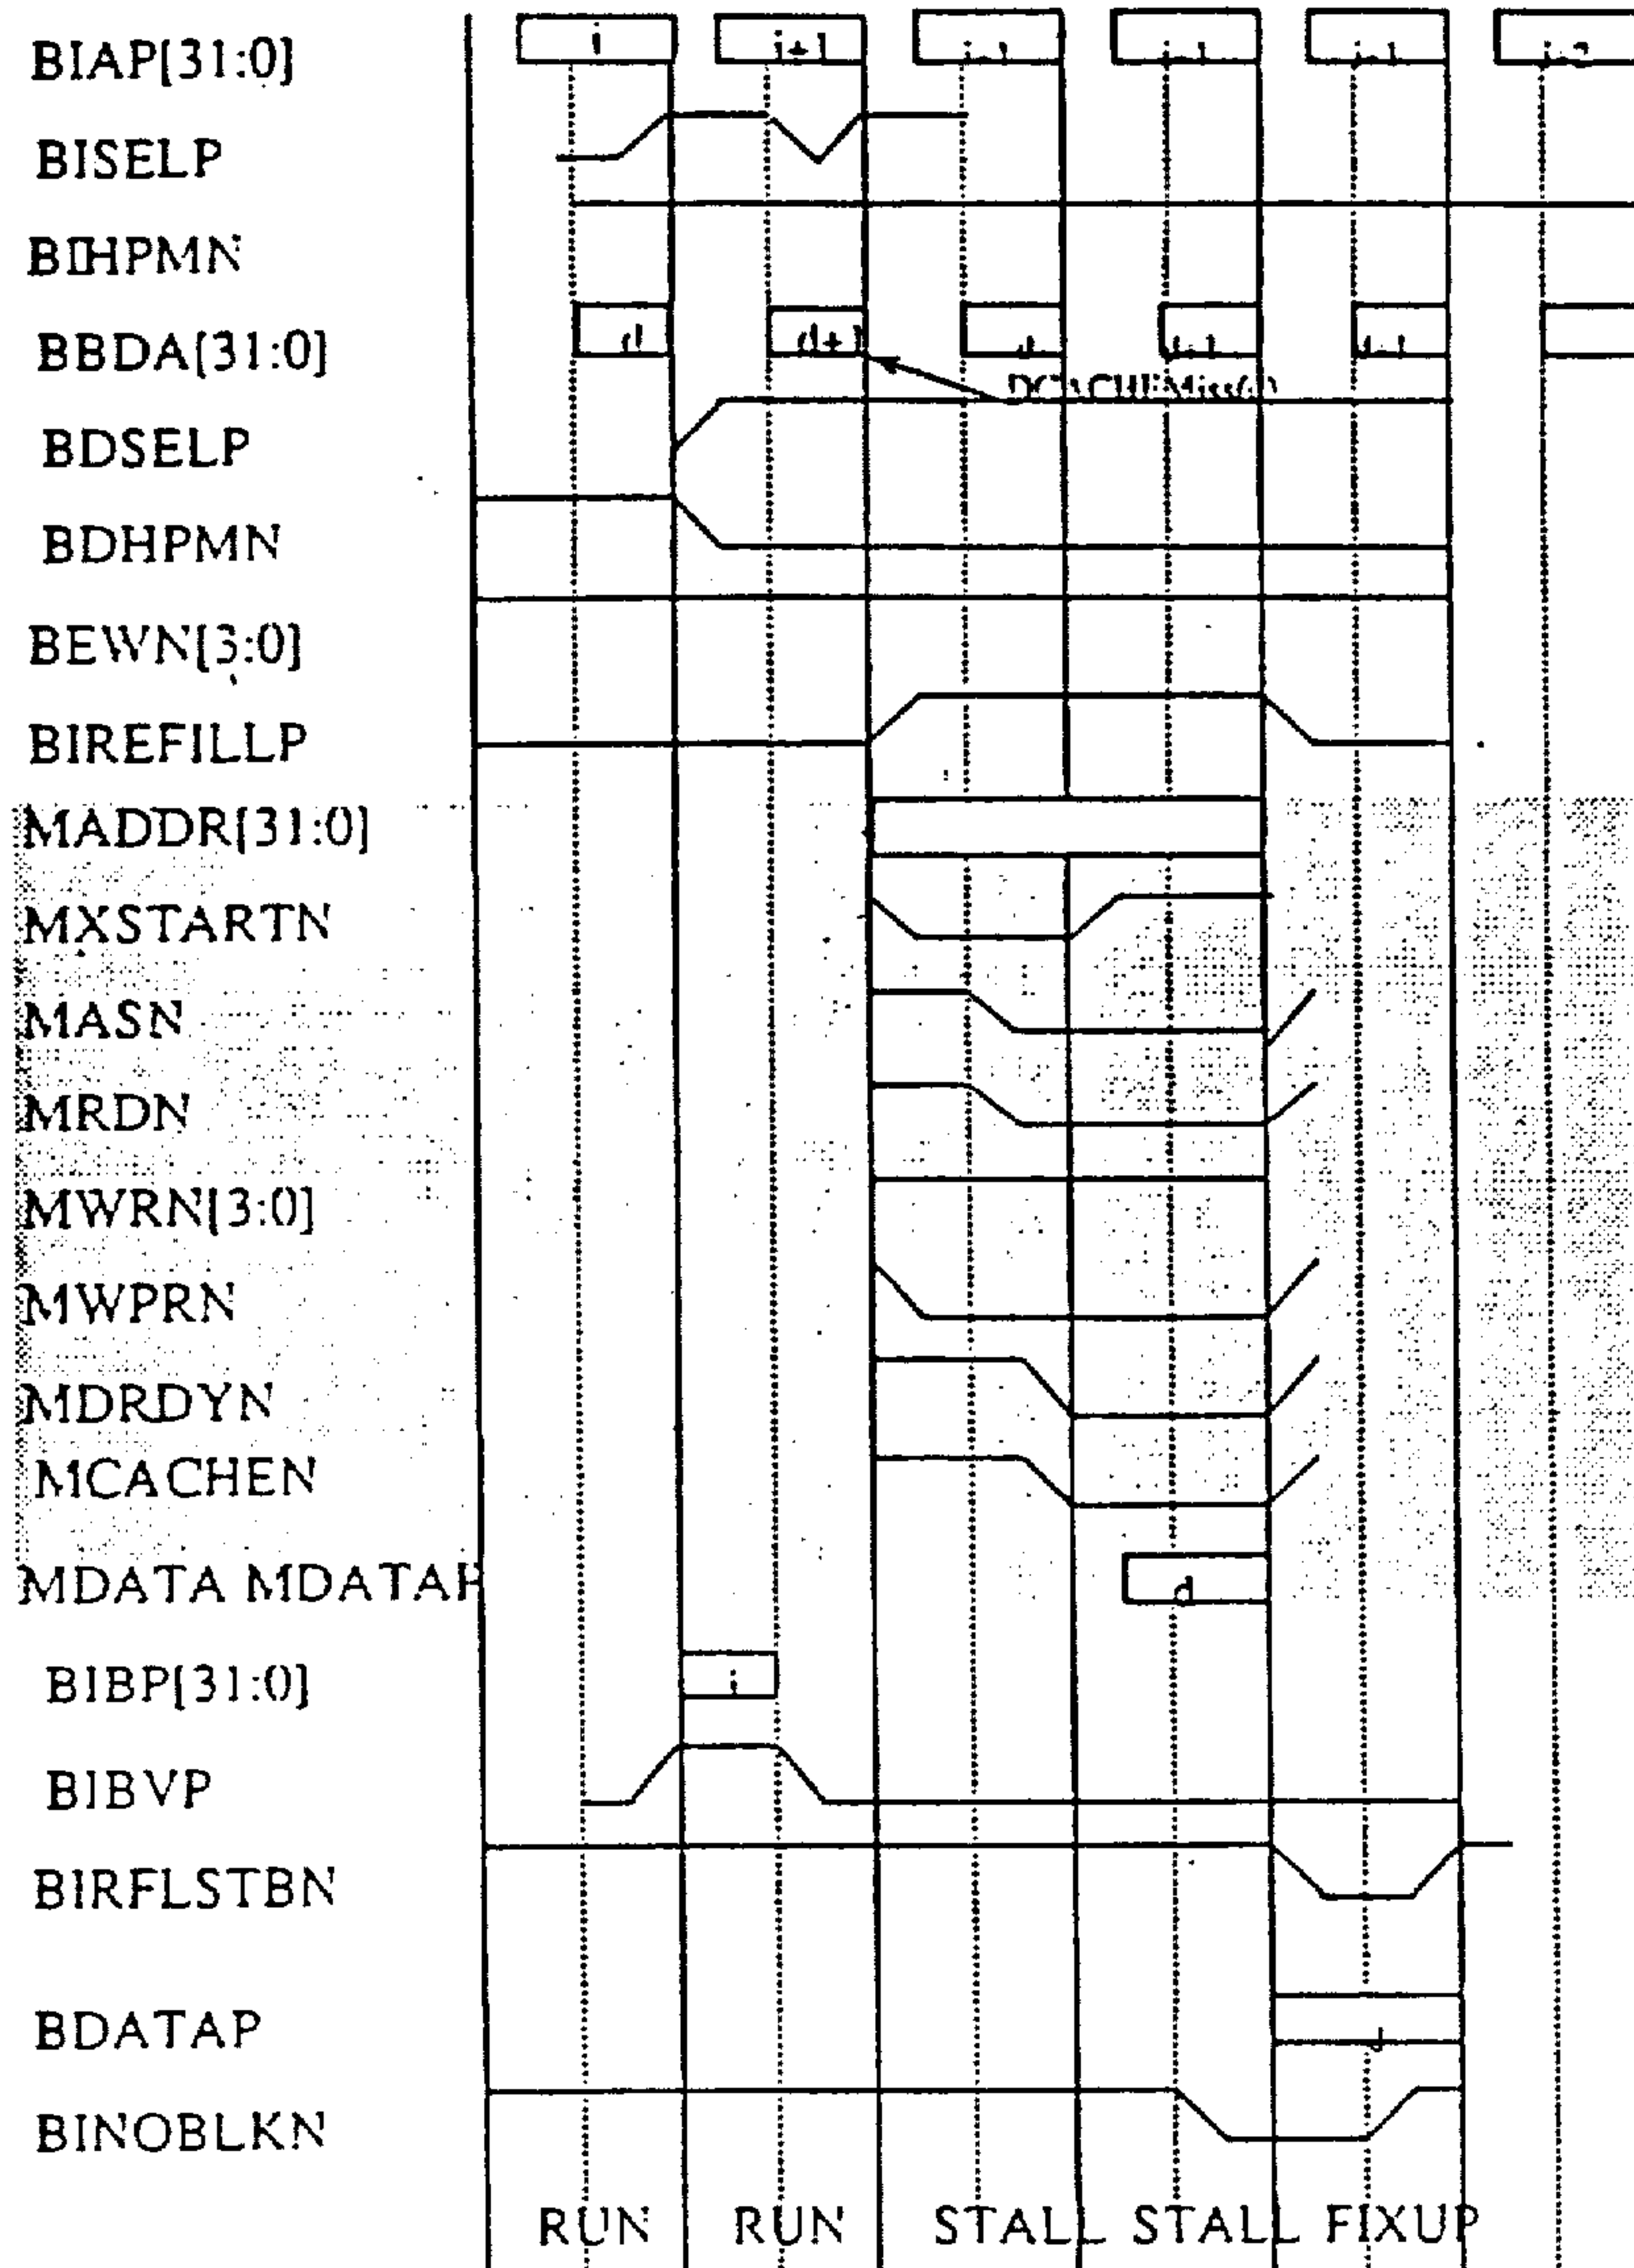 BIAP[31:0] i i+1
BISELP
BIHPMN
BBDA[31:0] d d+1
DCACHEMiss(d)
BDSELP
BDHPMN
BEWN[3:0]
BIREFILLP
MADDR[31:0]
MXSTARTN
MASN
MRDN
MWRN[3:0]
MWPRN
MDRDYN
MCACHEN
MDATA MDATAH d
BIBP[31:0] i
BIBVP
BIRFLSTBN
BDATAP
BINOBLKN
RUN RUN STALL STALL FIXUP